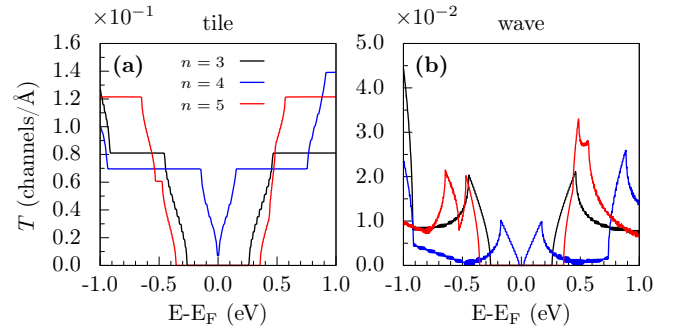 ×10⁻¹ tile
×10⁻² wave
(a)
n = 3
n = 4
n = 5
(b)
T (channels/Å)
1.6
1.4
1.2
1.0
0.8
0.6
0.4
0.2
0.0
-1.0 -0.5 0.0 0.5 1.0
E-E_F (eV)
5.0
4.0
3.0
2.0
1.0
0.0
-1.0 -0.5 0.0 0.5 1.0
E-E_F (eV)